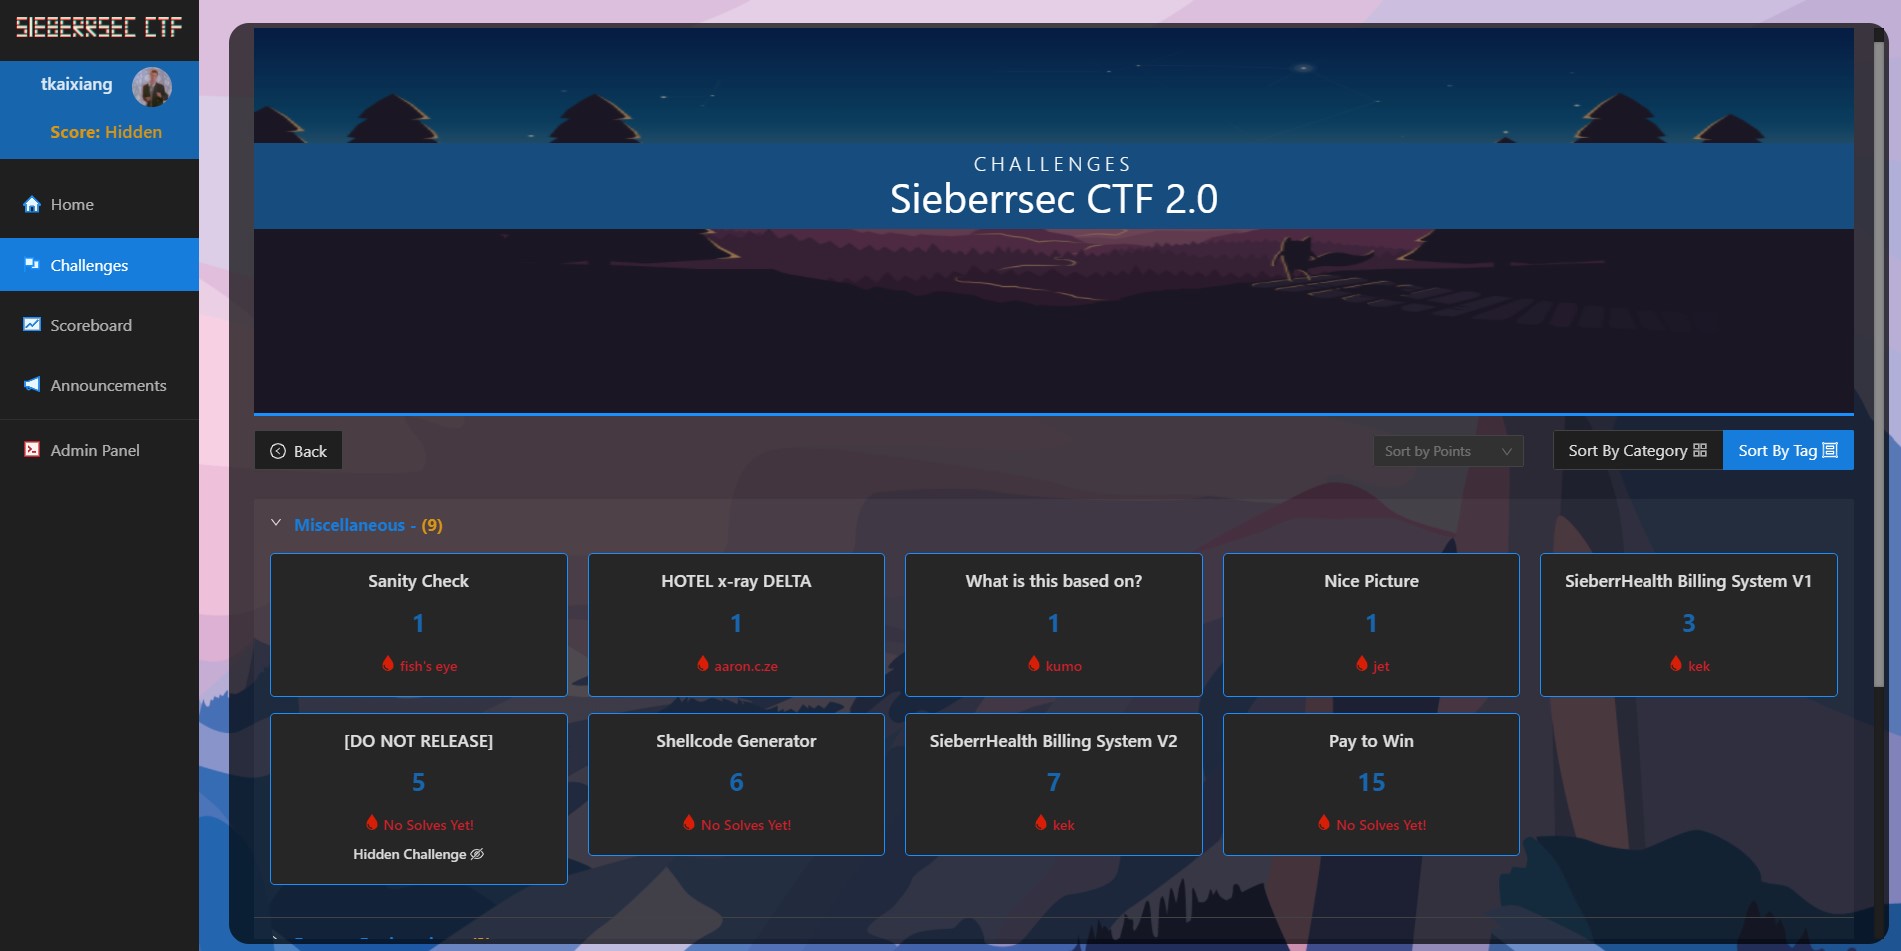 SIEBERRSEC CTF
tkaixiang
Score: Hidden
Home
Challenges
Scoreboard
Announcements
Admin Panel
CHALLENGES
Sieberrsec CTF 2.0
Back
Sort by Points
Sort By Category
Sort By Tag
Miscellaneous - (9)
Sanity Check
1
fish's eye
HOTEL x-ray DELTA
1
aaron.c.ze
What is this based on?
1
kumo
Nice Picture
1
jet
SieberrHealth Billing System V1
3
kek
[DO NOT RELEASE]
5
No Solves Yet!
Hidden Challenge
Shellcode Generator
6
No Solves Yet!
SieberrHealth Billing System V2
7
kek
Pay to Win
15
No Solves Yet!